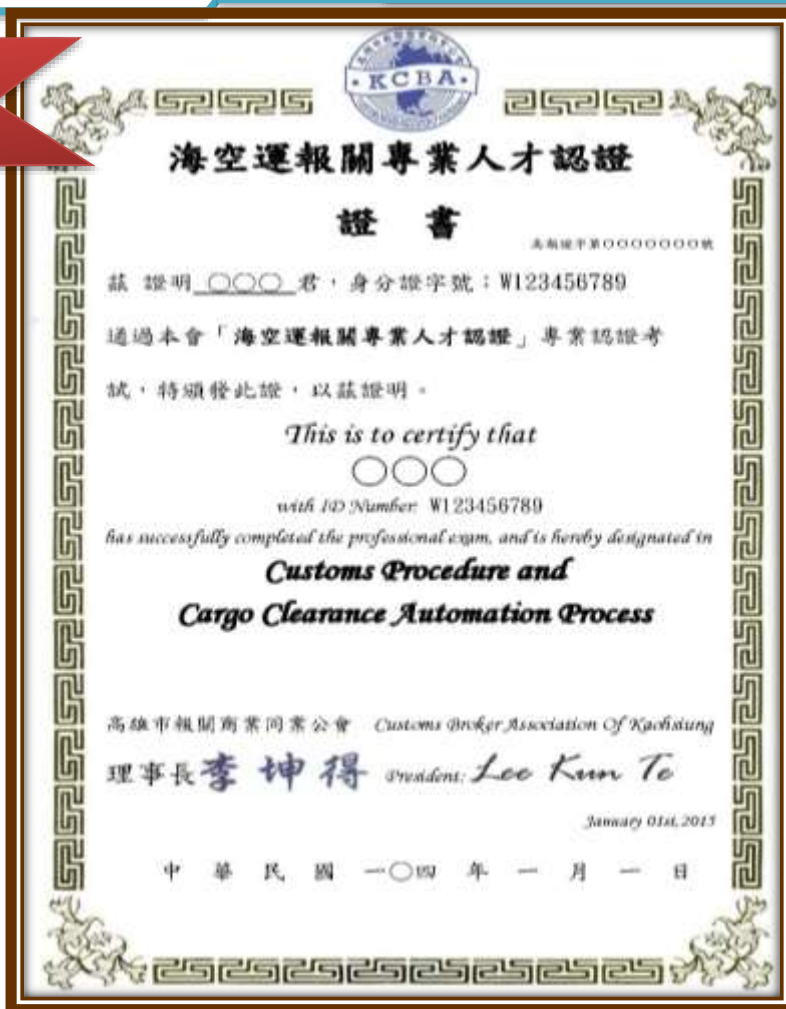 KCBA
海空運報關專業人才認證
證書
高報證字第○○○○○○○號
茲 證明 ○○○ 君,身分證字號:W123456789
通過本會「海空運報關專業人才認證」專業認證考
試,特頒發此證,以茲證明。
This is to certify that
○○○
with ID Number: W123456789
has successfully completed the professional exam, and is hereby designated in
Customs Procedure and
Cargo Clearance Automation Process
高雄市報關商業同業公會 Customs Broker Association Of Kaohsiung
理事長 李坤得 President: Lee Kun Te
January 01st, 2015
中華民國一○四年一月一日